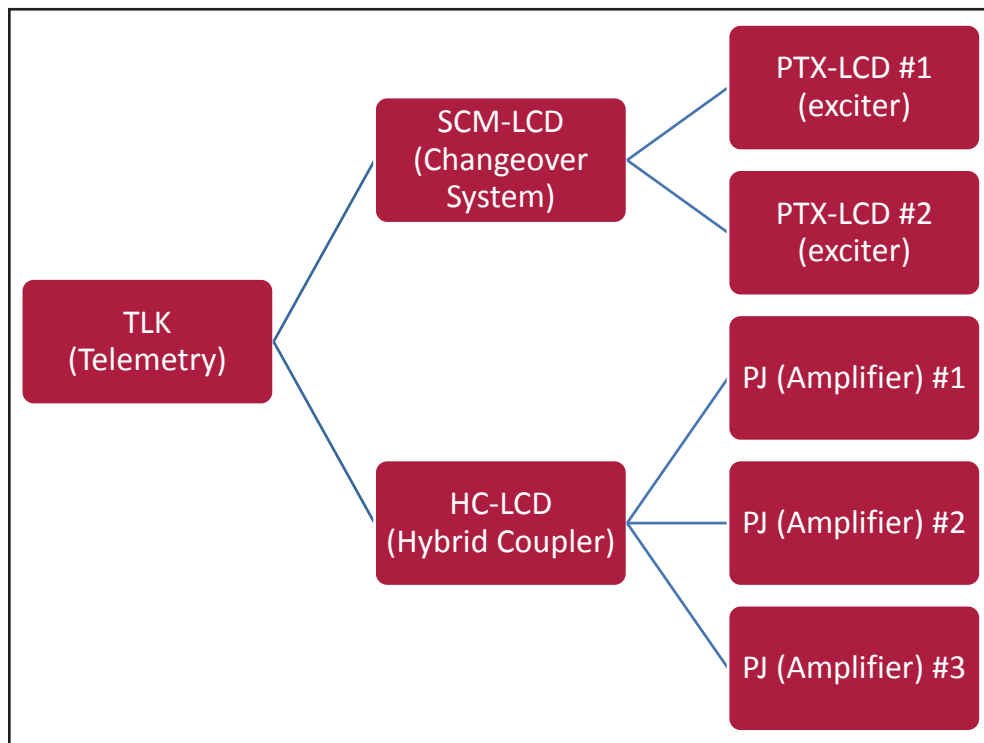 TLK
(Telemetry)
SCM-LCD
(Changeover
System)
HC-LCD
(Hybrid Coupler)
PTX-LCD #1
(exciter)
PTX-LCD #2
(exciter)
PJ (Amplifier) #1
PJ (Amplifier) #2
PJ (Amplifier) #3